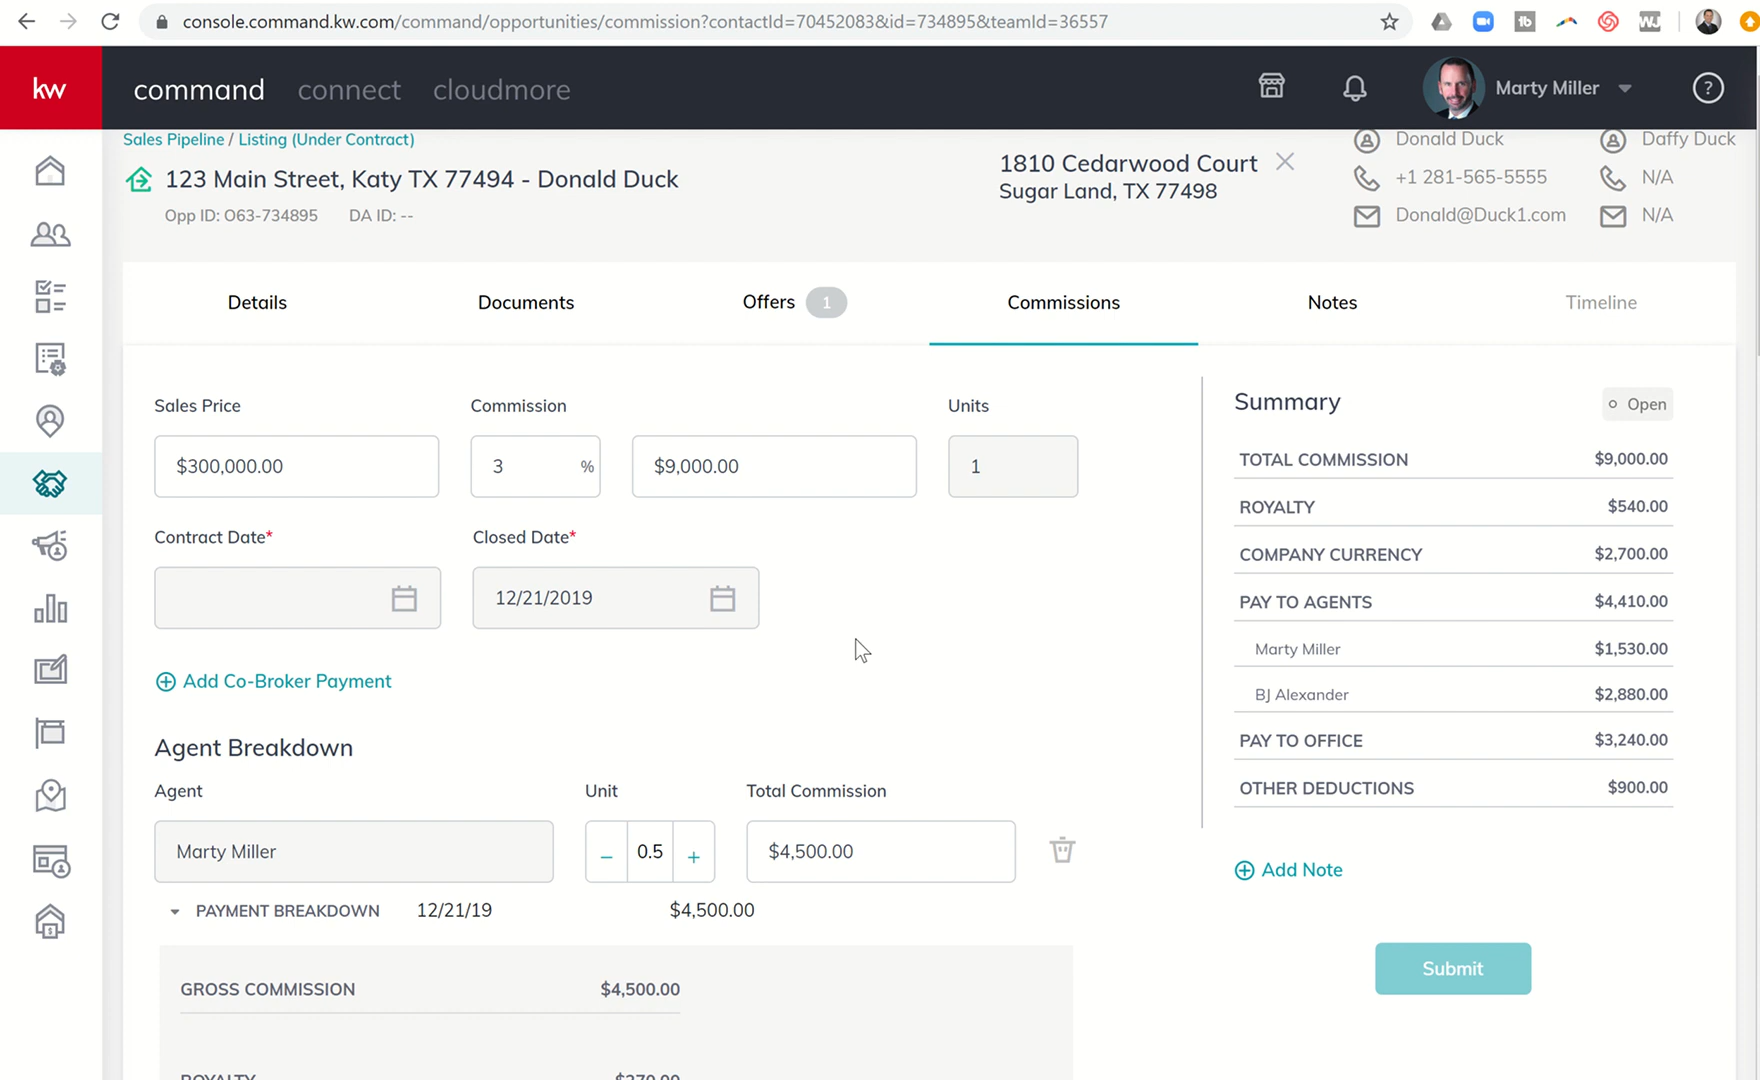 console.command.kw.com/command/opportunities/commission?contactId=70452083&id=734895&teamId=36557
kw
command
connect
cloudmore
Marty Miller
?
Sales Pipeline / Listing (Under Contract)
Donald Duck
Daffy Duck
123 Main Street, Katy TX 77494 - Donald Duck
1810 Cedarwood Court
Sugar Land, TX 77498
+1 281-565-5555
N/A
Opp ID: O63-734895
DA ID: --
Donald@Duck1.com
N/A
Details
Documents
Offers 1
Commissions
Notes
Timeline
Sales Price
Commission
Units
$300,000.00
3 %
$9,000.00
1
Contract Date*
Closed Date*
12/21/2019
Add Co-Broker Payment
Agent Breakdown
Agent
Unit
Total Commission
Marty Miller
– 0.5 +
$4,500.00
PAYMENT BREAKDOWN 12/21/19 $4,500.00
GROSS COMMISSION $4,500.00
ROYALTY $270.00
Summary
Open
TOTAL COMMISSION $9,000.00
ROYALTY $540.00
COMPANY CURRENCY $2,700.00
PAY TO AGENTS $4,410.00
Marty Miller $1,530.00
BJ Alexander $2,880.00
PAY TO OFFICE $3,240.00
OTHER DEDUCTIONS $900.00
Add Note
Submit